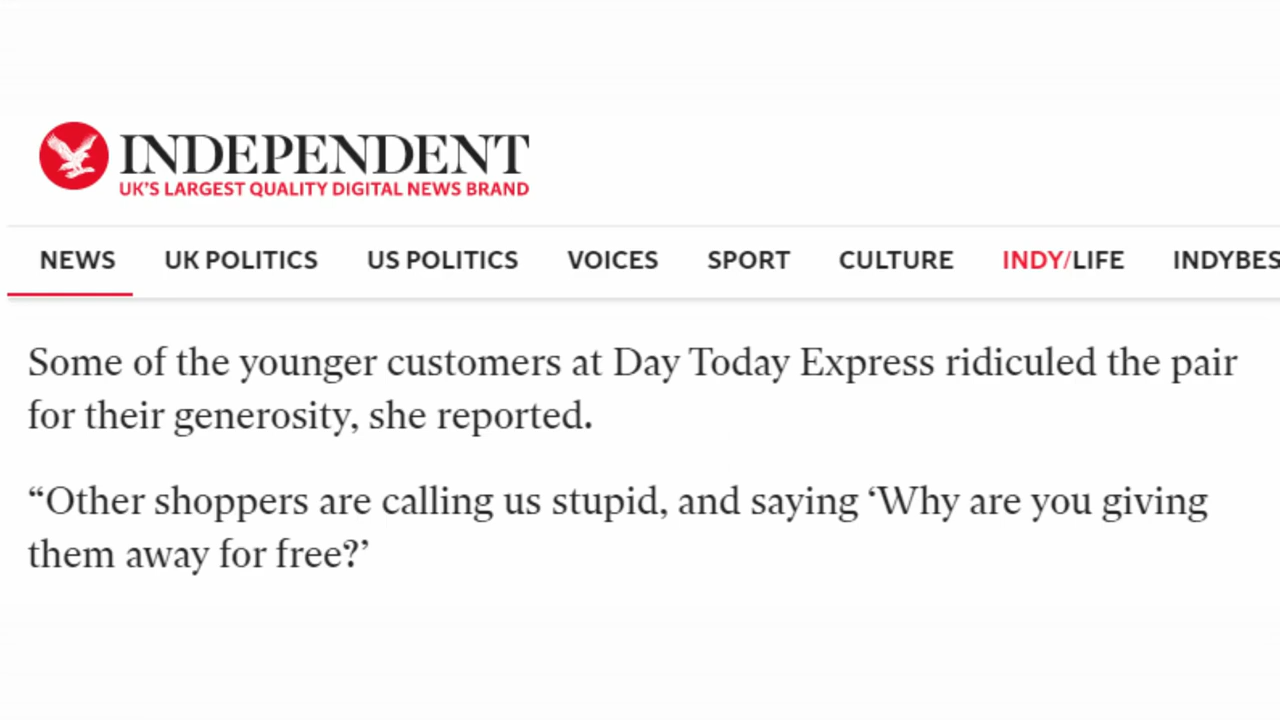 INDEPENDENT
UK'S LARGEST QUALITY DIGITAL NEWS BRAND
NEWS UK POLITICS US POLITICS VOICES SPORT CULTURE INDY/LIFE INDYBES
Some of the younger customers at Day Today Express ridiculed the pair
for their generosity, she reported.
“Other shoppers are calling us stupid, and saying ‘Why are you giving
them away for free?’